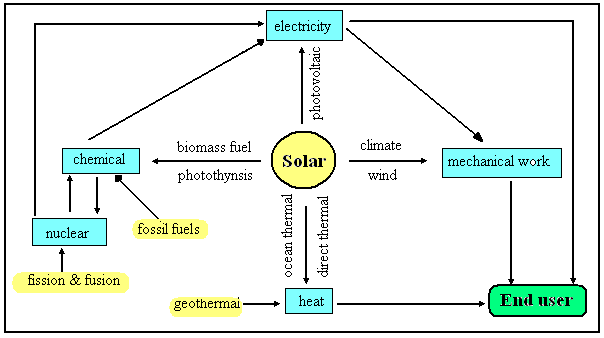 electricity
photovoltaic
biomass fuel
climate
chemical
Solar
mechanical work
photothynsis
wind
ocean thermal
direct thermal
nuclear
fossil fuels
fission & fusion
geothermai
heat
End user